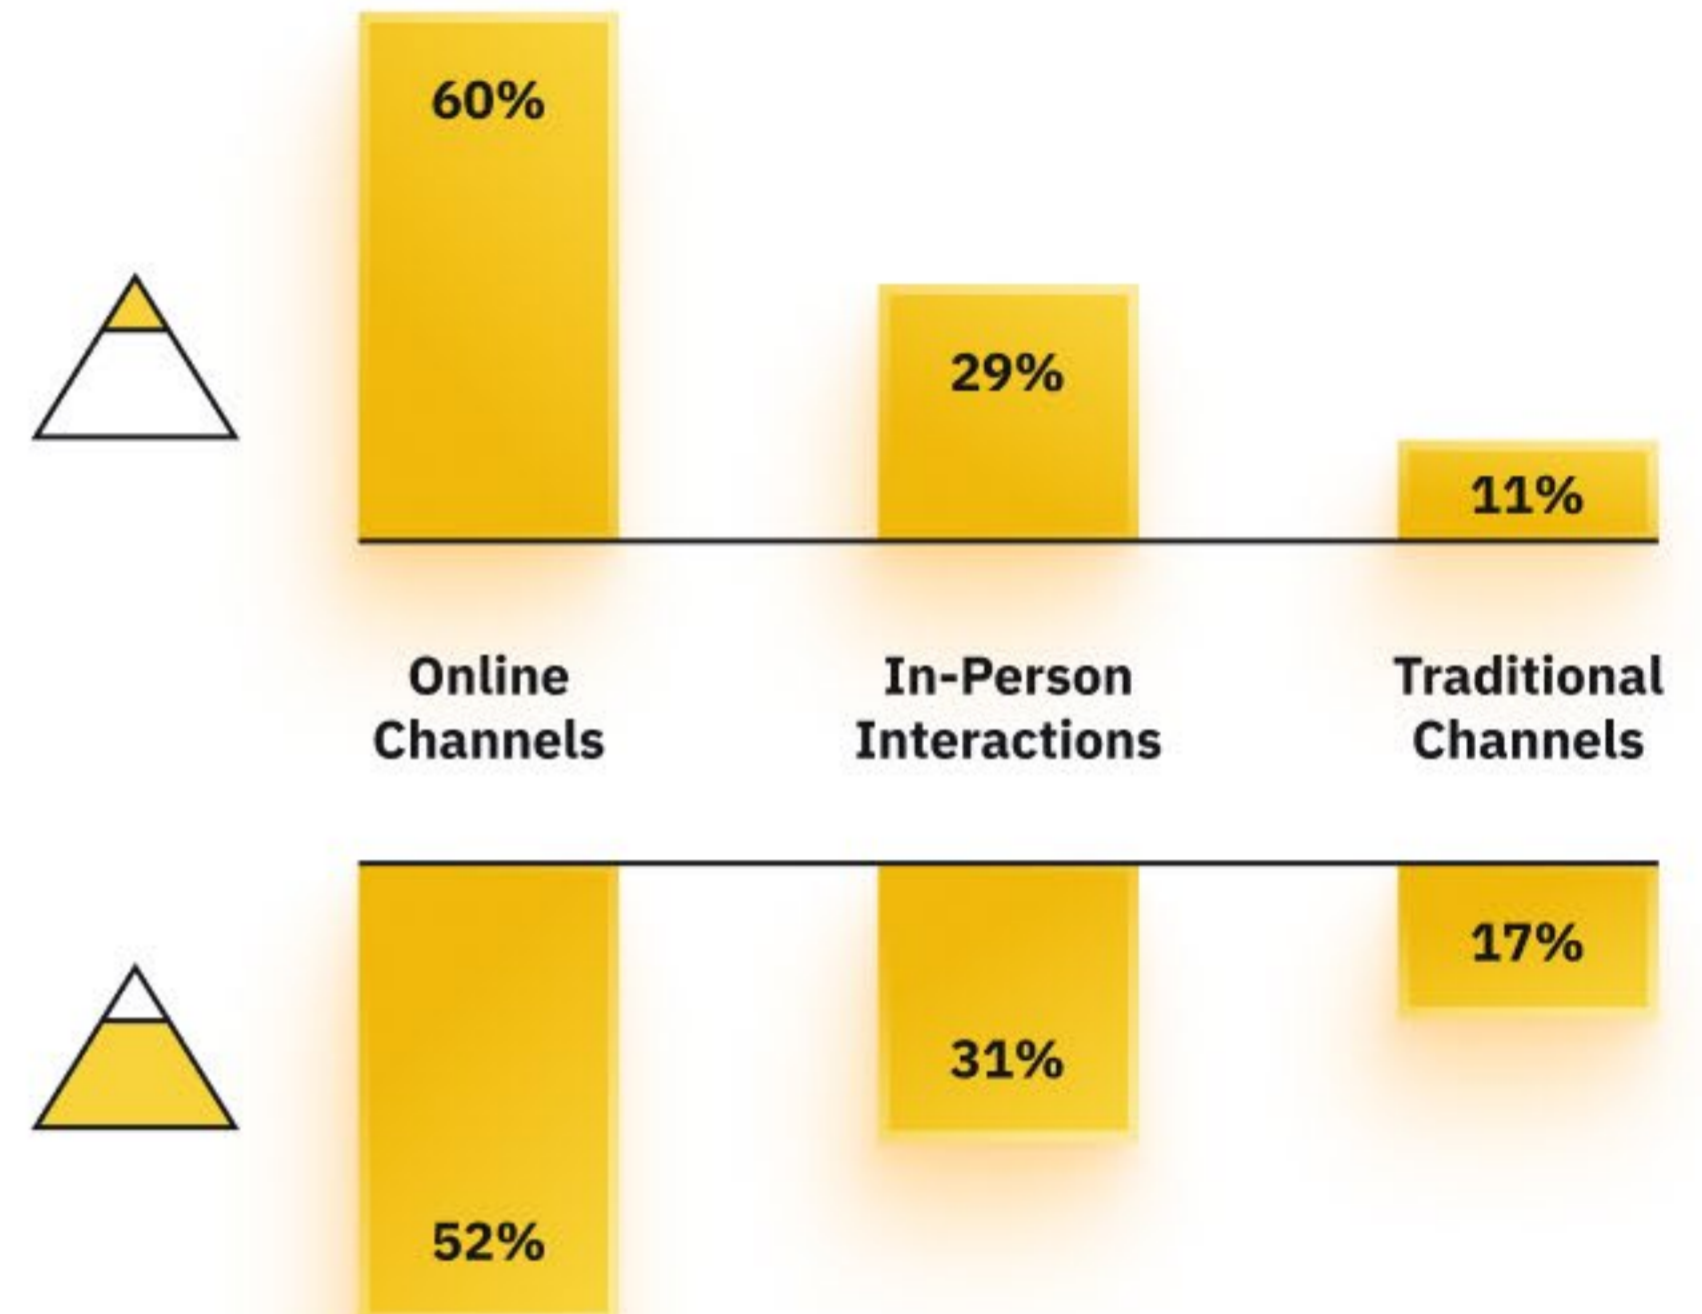 60%
29%
11%
Online
Channels
In-Person
Interactions
Traditional
Channels
17%
31%
52%